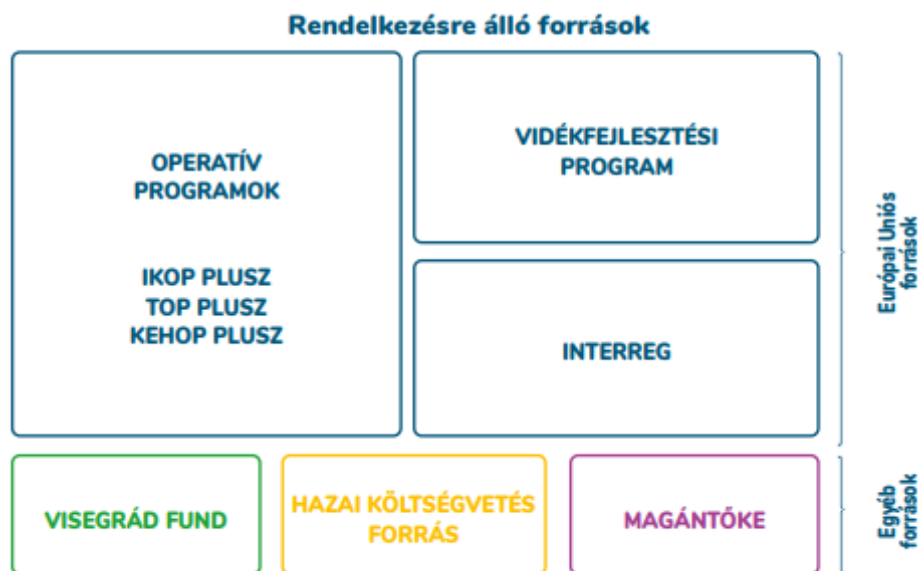 Rendelkezésre álló források
OPERATÍV
PROGRAMOK
IKOP PLUSZ
TOP PLUSZ
KEHOP PLUSZ
VIDÉKFEJLESZTÉSI
PROGRAM
INTERREG
Európai Uniós
források
VISEGRÁD FUND
HAZAI KÖLTSÉGVETÉS
FORRÁS
MAGÁNTŐKE
Egyéb
források